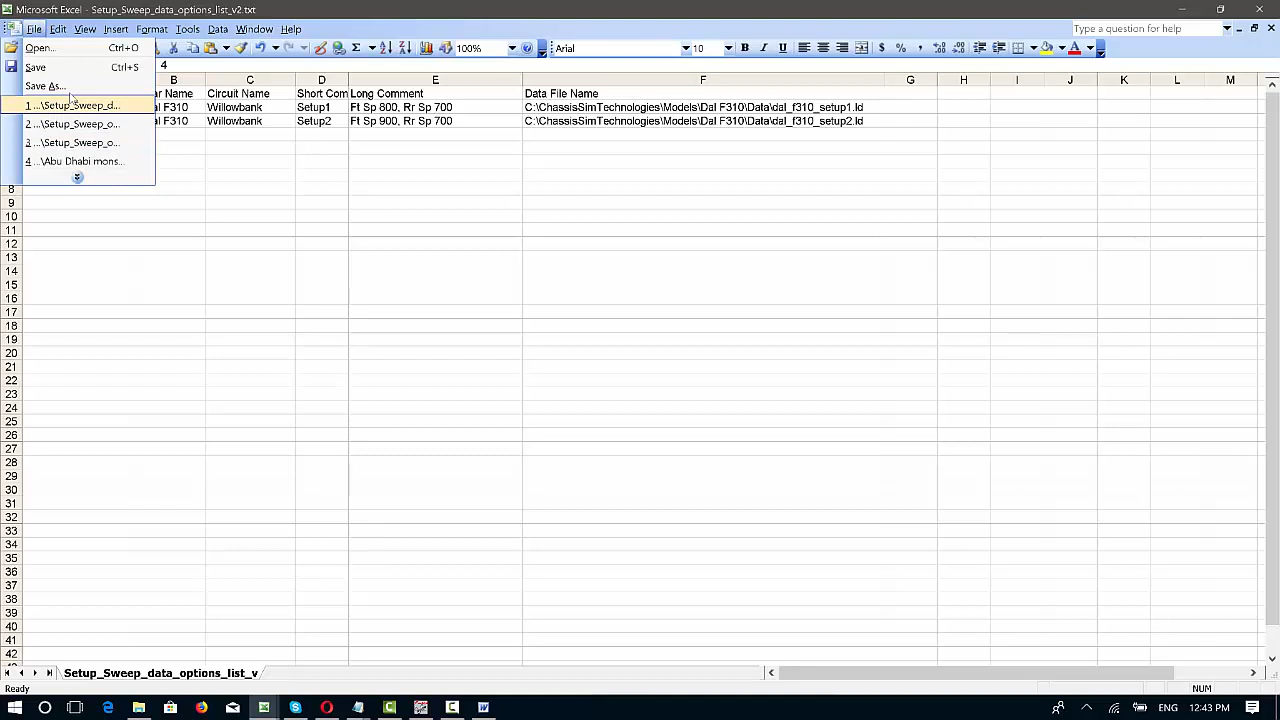 Microsoft Excel - Setup_Sweep_data_options_list_v2.txt
File Edit View Insert Format Tools Data Window Help
Type a question for help
Open... Ctrl+O
Save Ctrl+S
Save As...
1 ...\Setup_Sweep_d...
2 ...\Setup_Sweep_o...
3 ...\Setup_Sweep_o...
4 ...\Abu Dhabi mons...
100% Arial 10 B I U $ % ,
4
B C D E F G H I J K L M
ar Name Circuit Name Short Com Long Comment Data File Name
al F310 Willowbank Setup1 Ft Sp 800, Rr Sp 700 C:\ChassisSimTechnologies\Models\Dal F310\Data\dal_f310_setup1.ld
al F310 Willowbank Setup2 Ft Sp 900, Rr Sp 700 C:\ChassisSimTechnologies\Models\Dal F310\Data\dal_f310_setup2.ld
8
9
10
11
12
13
14
15
16
17
18
19
20
21
22
23
24
25
26
27
28
29
30
31
32
33
34
35
36
37
38
39
40
41
42
Setup_Sweep_data_options_list_v
Ready NUM
ENG 12:43 PM